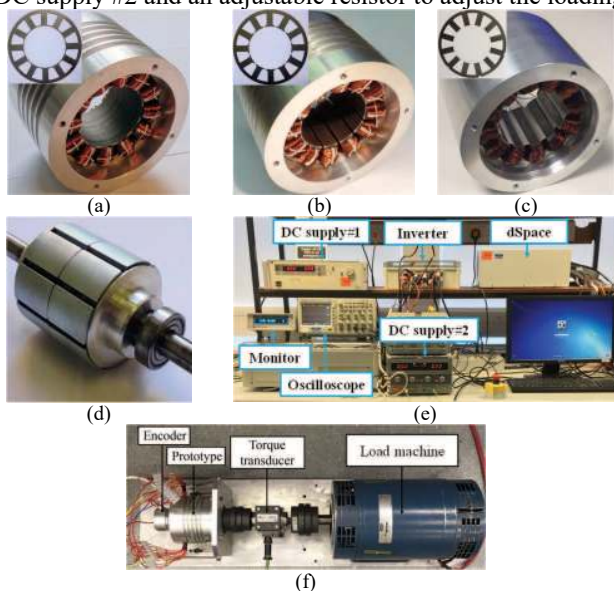 DC supply #2 and an adjustable resistor to adjust the loading
(a)
(b)
(c)
DC supply#1
Inverter
dSpace
DC supply#2
Monitor
Oscilloscope
(d)
(e)
Encoder
Prototype
Torque
transducer
Load machine
(f)